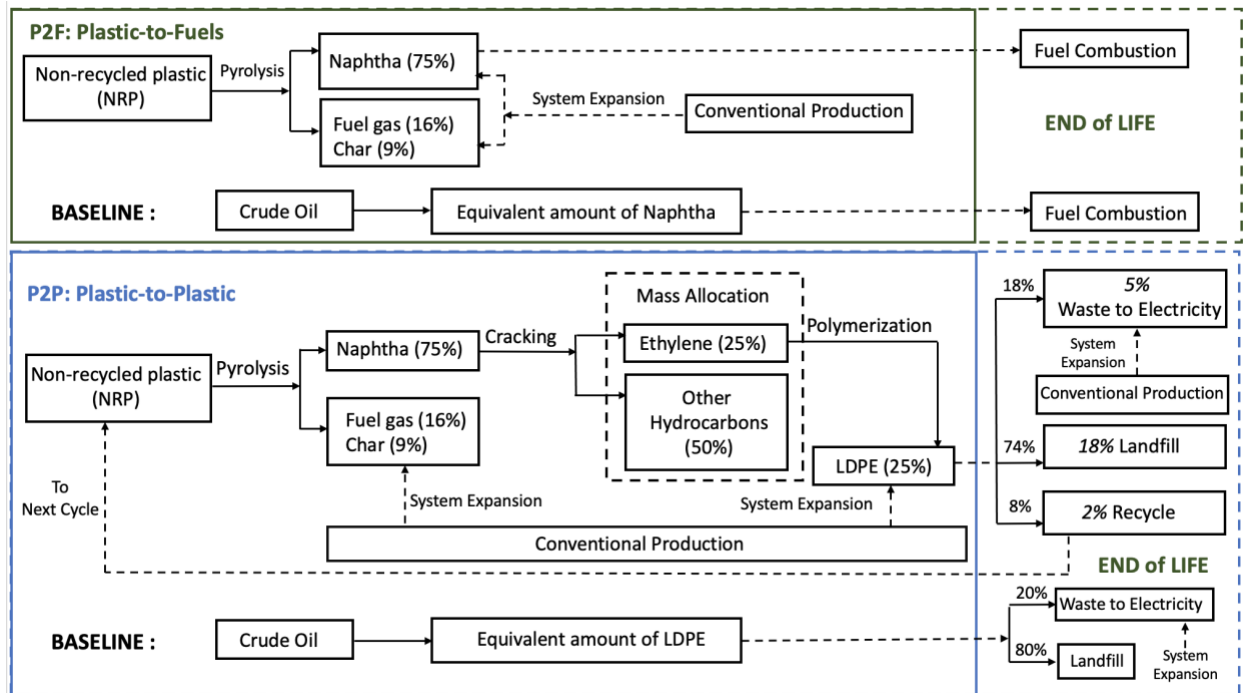 P2F: Plastic-to-Fuels
Non-recycled plastic
(NRP)
Pyrolysis
Naphtha (75%)
Fuel gas (16%)
Char (9%)
System Expansion
Conventional Production
Fuel Combustion
END of LIFE
BASELINE :
Crude Oil
Equivalent amount of Naphtha
Fuel Combustion
P2P: Plastic-to-Plastic
Non-recycled plastic
(NRP)
Pyrolysis
Naphtha (75%)
Fuel gas (16%)
Char (9%)
Cracking
Mass Allocation
Ethylene (25%)
Other
Hydrocarbons
(50%)
Polymerization
LDPE (25%)
System Expansion
System Expansion
Conventional Production
To
Next Cycle
18%
5%
Waste to Electricity
System
Expansion
Conventional Production
74%
18% Landfill
8%
2% Recycle
END of LIFE
BASELINE :
Crude Oil
Equivalent amount of LDPE
20%
Waste to Electricity
80%
Landfill
System
Expansion